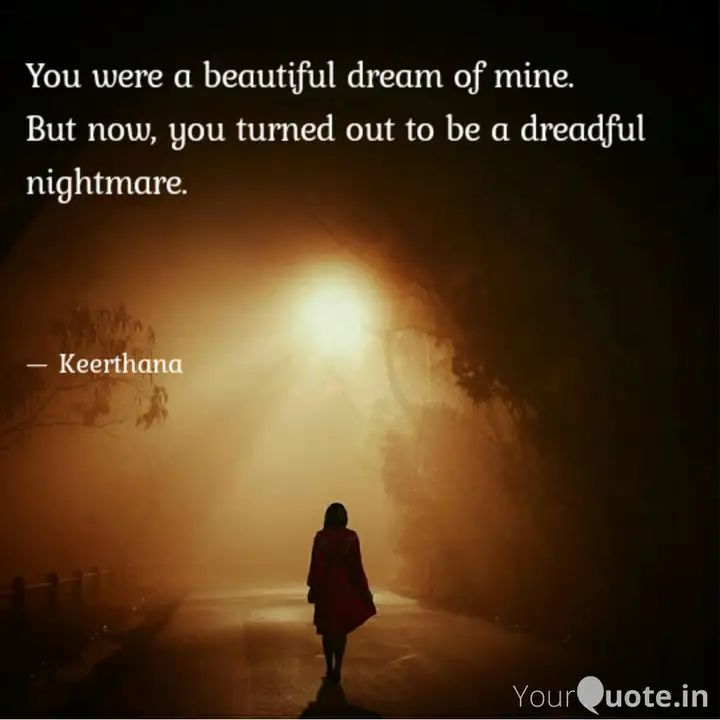 You were a beautiful dream of mine.
But now, you turned out to be a dreadful
nightmare.
— Keerthana
YourQuote.in